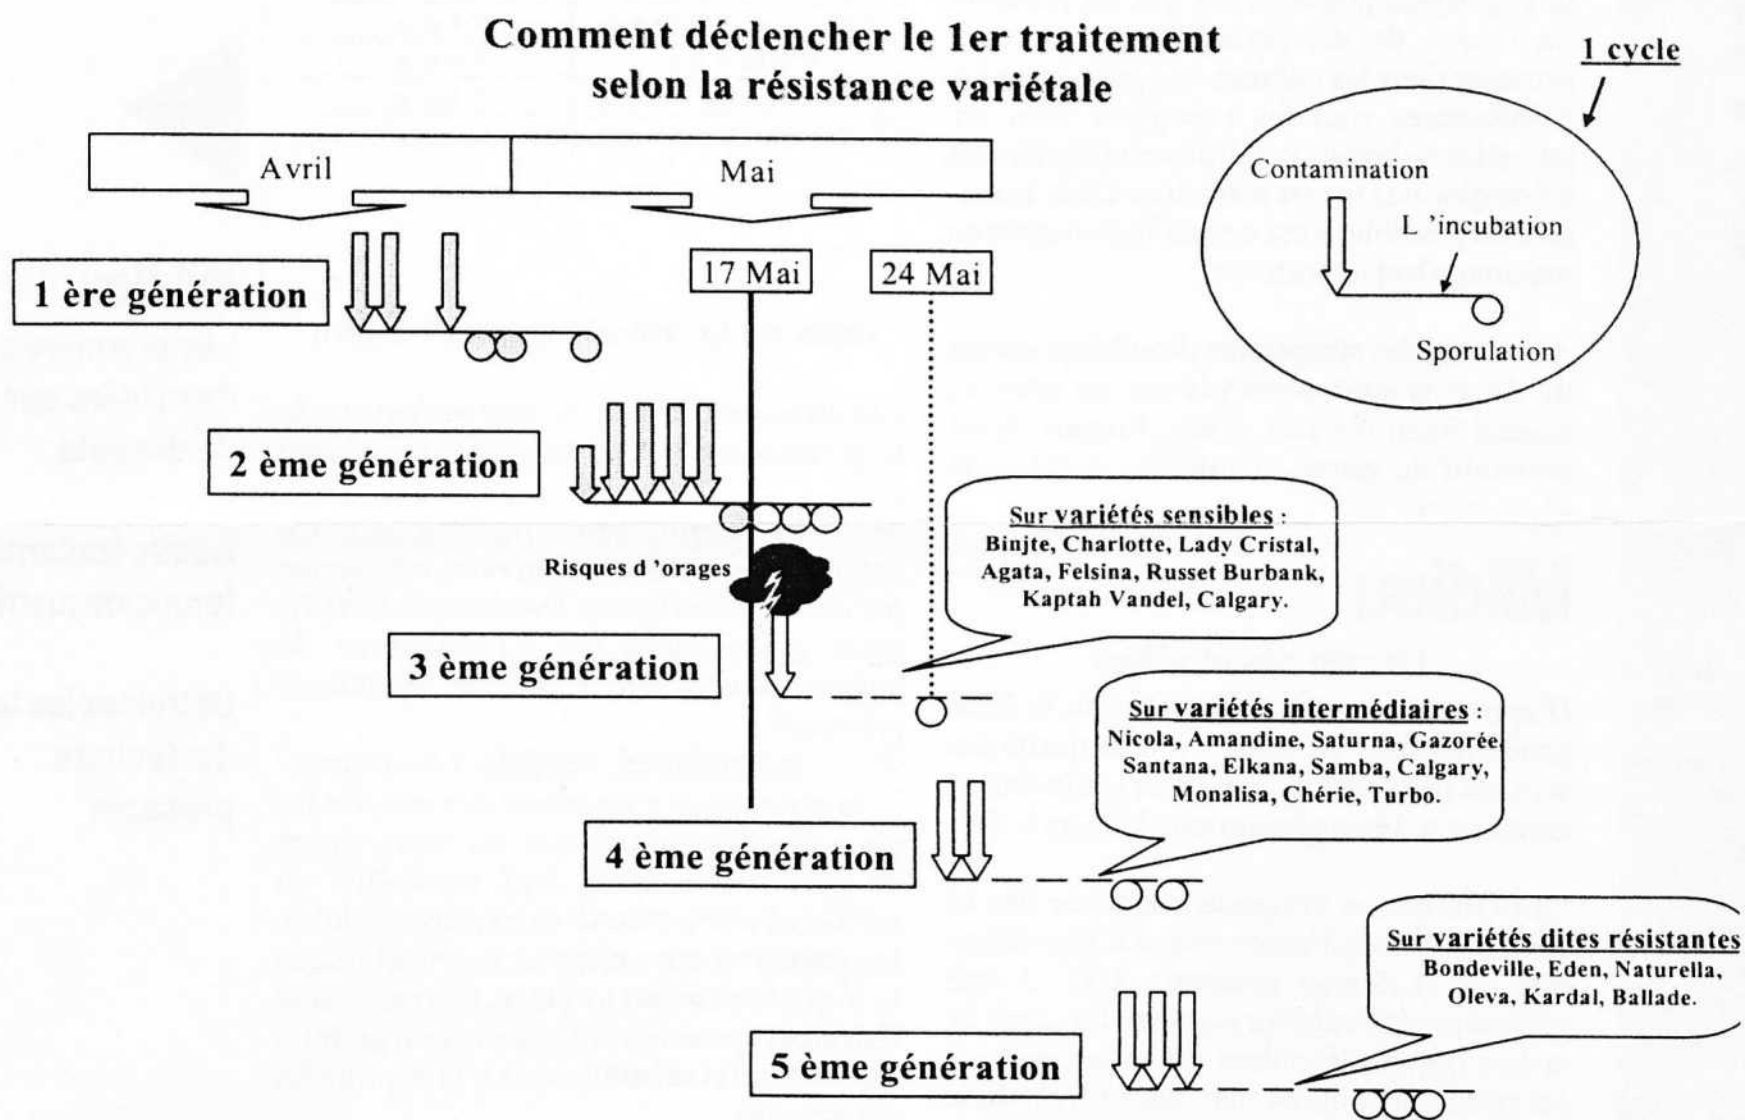 Comment déclencher le 1er traitement
selon la résistance variétale
1 cycle
Avril
Mai
Contamination
L 'incubation
Sporulation
17 Mai
24 Mai
1 ère génération
2 ème génération
Risques d 'orages
Sur variétés sensibles :
Binjte, Charlotte, Lady Cristal,
Agata, Felsina, Russet Burbank,
Kaptah Vandel, Calgary.
3 ème génération
Sur variétés intermédiaires :
Nicola, Amandine, Saturna, Gazorée,
Santana, Elkana, Samba, Calgary,
Monalisa, Chérie, Turbo.
4 ème génération
Sur variétés dites résistantes
Bondeville, Eden, Naturella,
Oleva, Kardal, Ballade.
5 ème génération